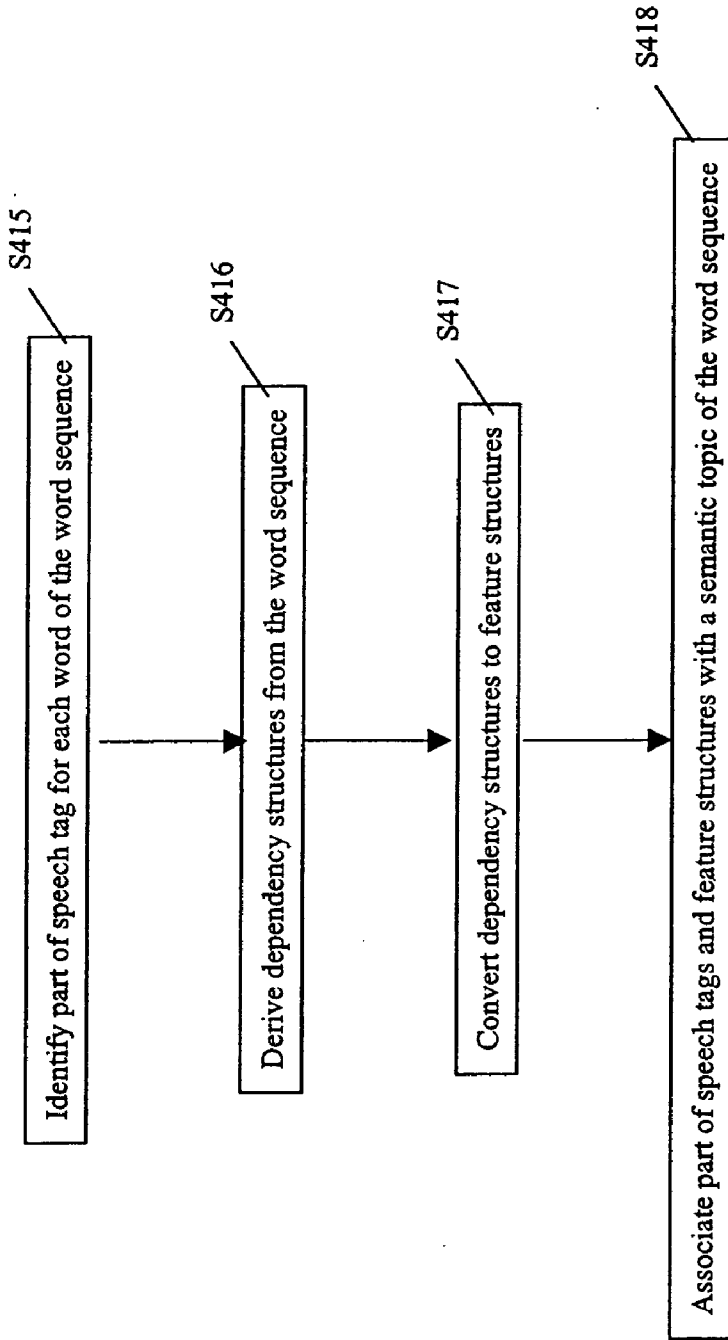 S415
Identify part of speech tag for each word of the word sequence
S416
Derive dependency structures from the word sequence
S417
Convert dependency structures to feature structures
S418
Associate part of speech tags and feature structures with a semantic topic of the word sequence